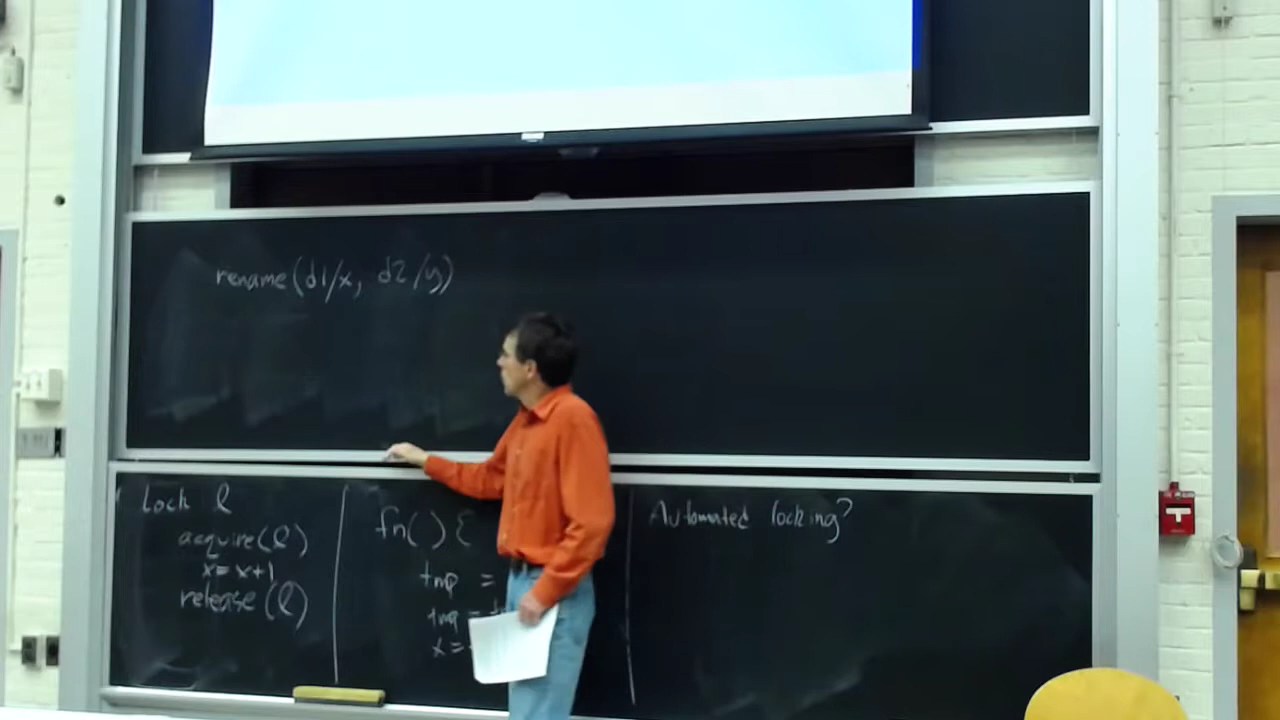 rename(d1/x, d2/y)
Lock l
acquire(l)
x = x+1
release(l)
fn() {
tmp =
tmp =
x =
Automated locking?